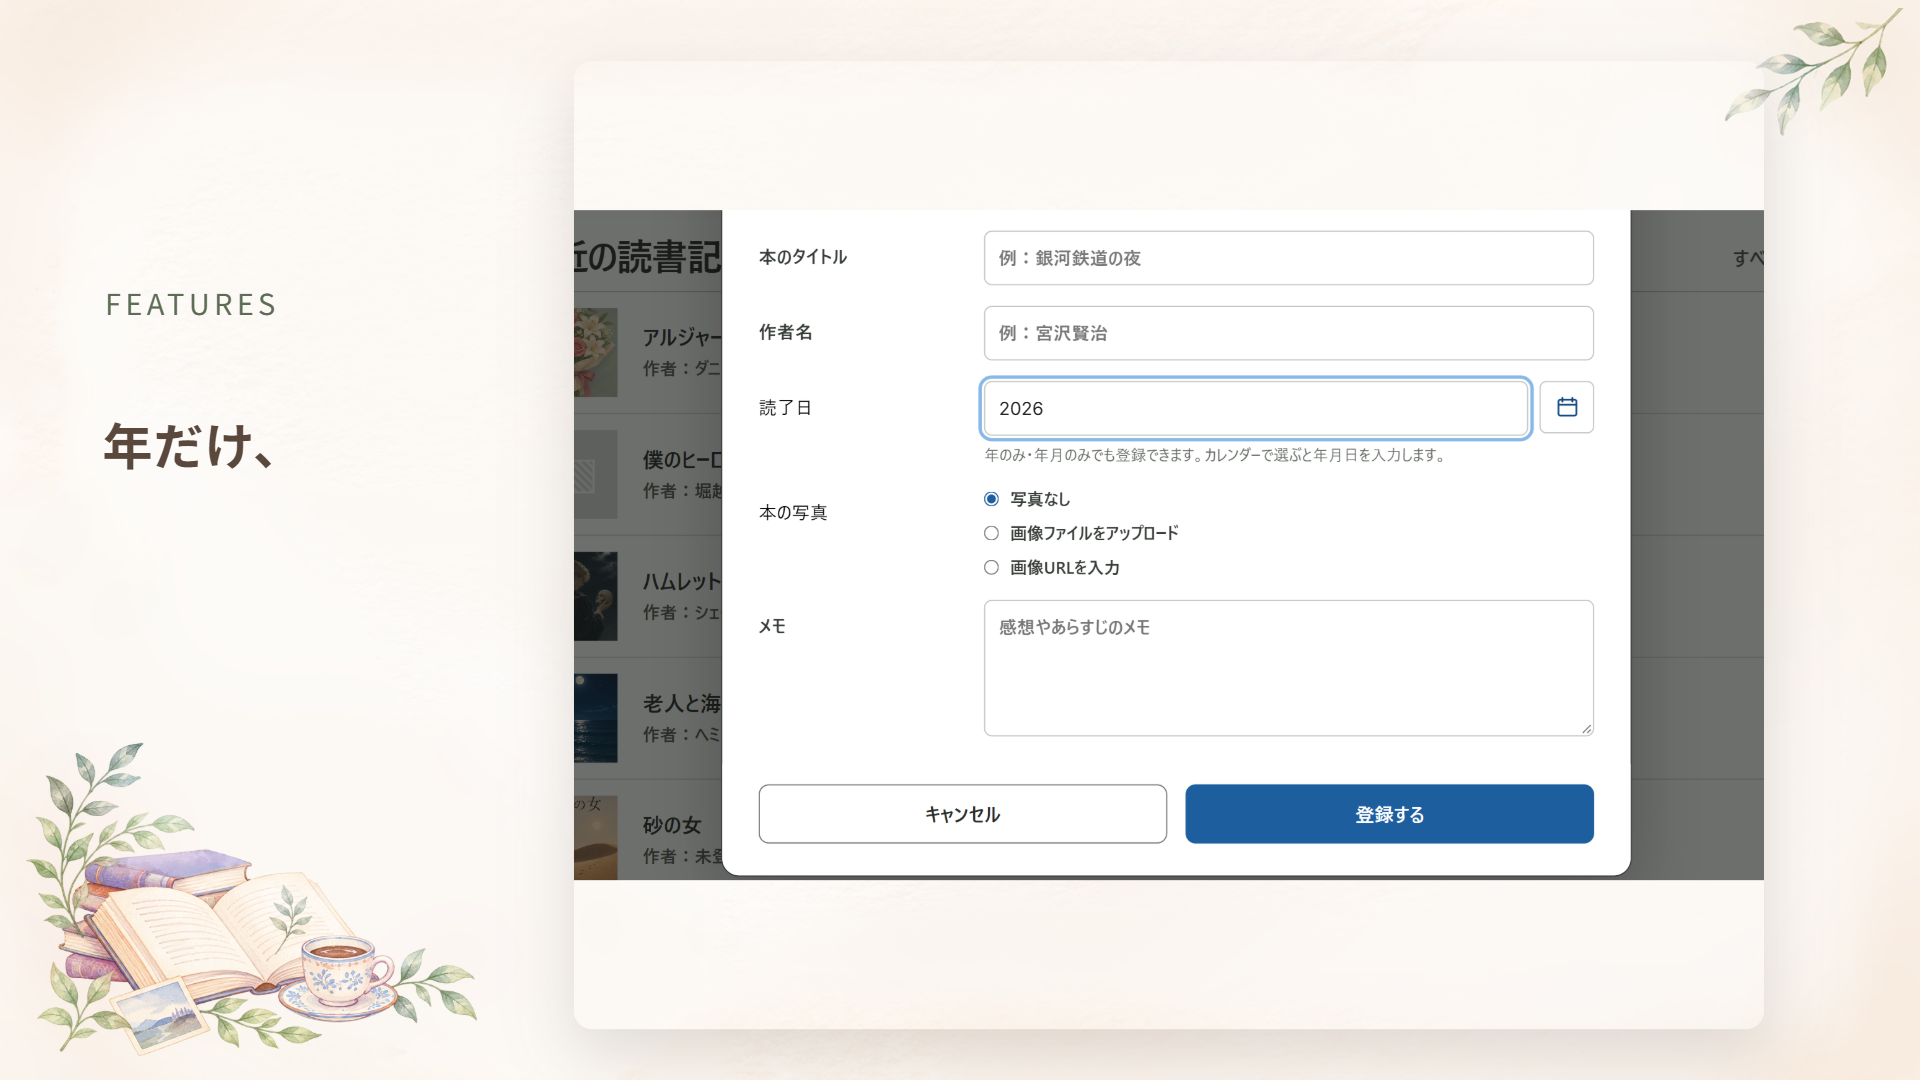 FEATURES
年だけ、
近の読書記
すべ
アルジャー
作者：ダニ
僕のヒーロ
作者：堀越
ハムレット
作者：シェ
老人と海
作者：ヘミ
の女
砂の女
作者：未登
本のタイトル
例：銀河鉄道の夜
作者名
例：宮沢賢治
読了日
2026
年のみ・年月のみでも登録できます。カレンダーで選ぶと年月日を入力します。
本の写真
写真なし
画像ファイルをアップロード
画像URLを入力
メモ
感想やあらすじのメモ
キャンセル
登録する